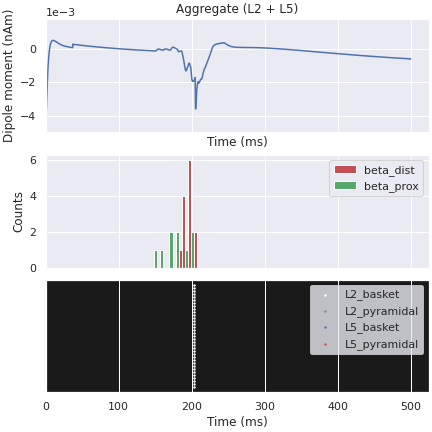 Aggregate (L2 + L5)
1e−3
Dipole moment (nAm)
0
−2
−4
Time (ms)
Counts
6
4
2
0
beta_dist
beta_prox
L2_basket
L2_pyramidal
L5_basket
L5_pyramidal
0 100 200 300 400 500
Time (ms)